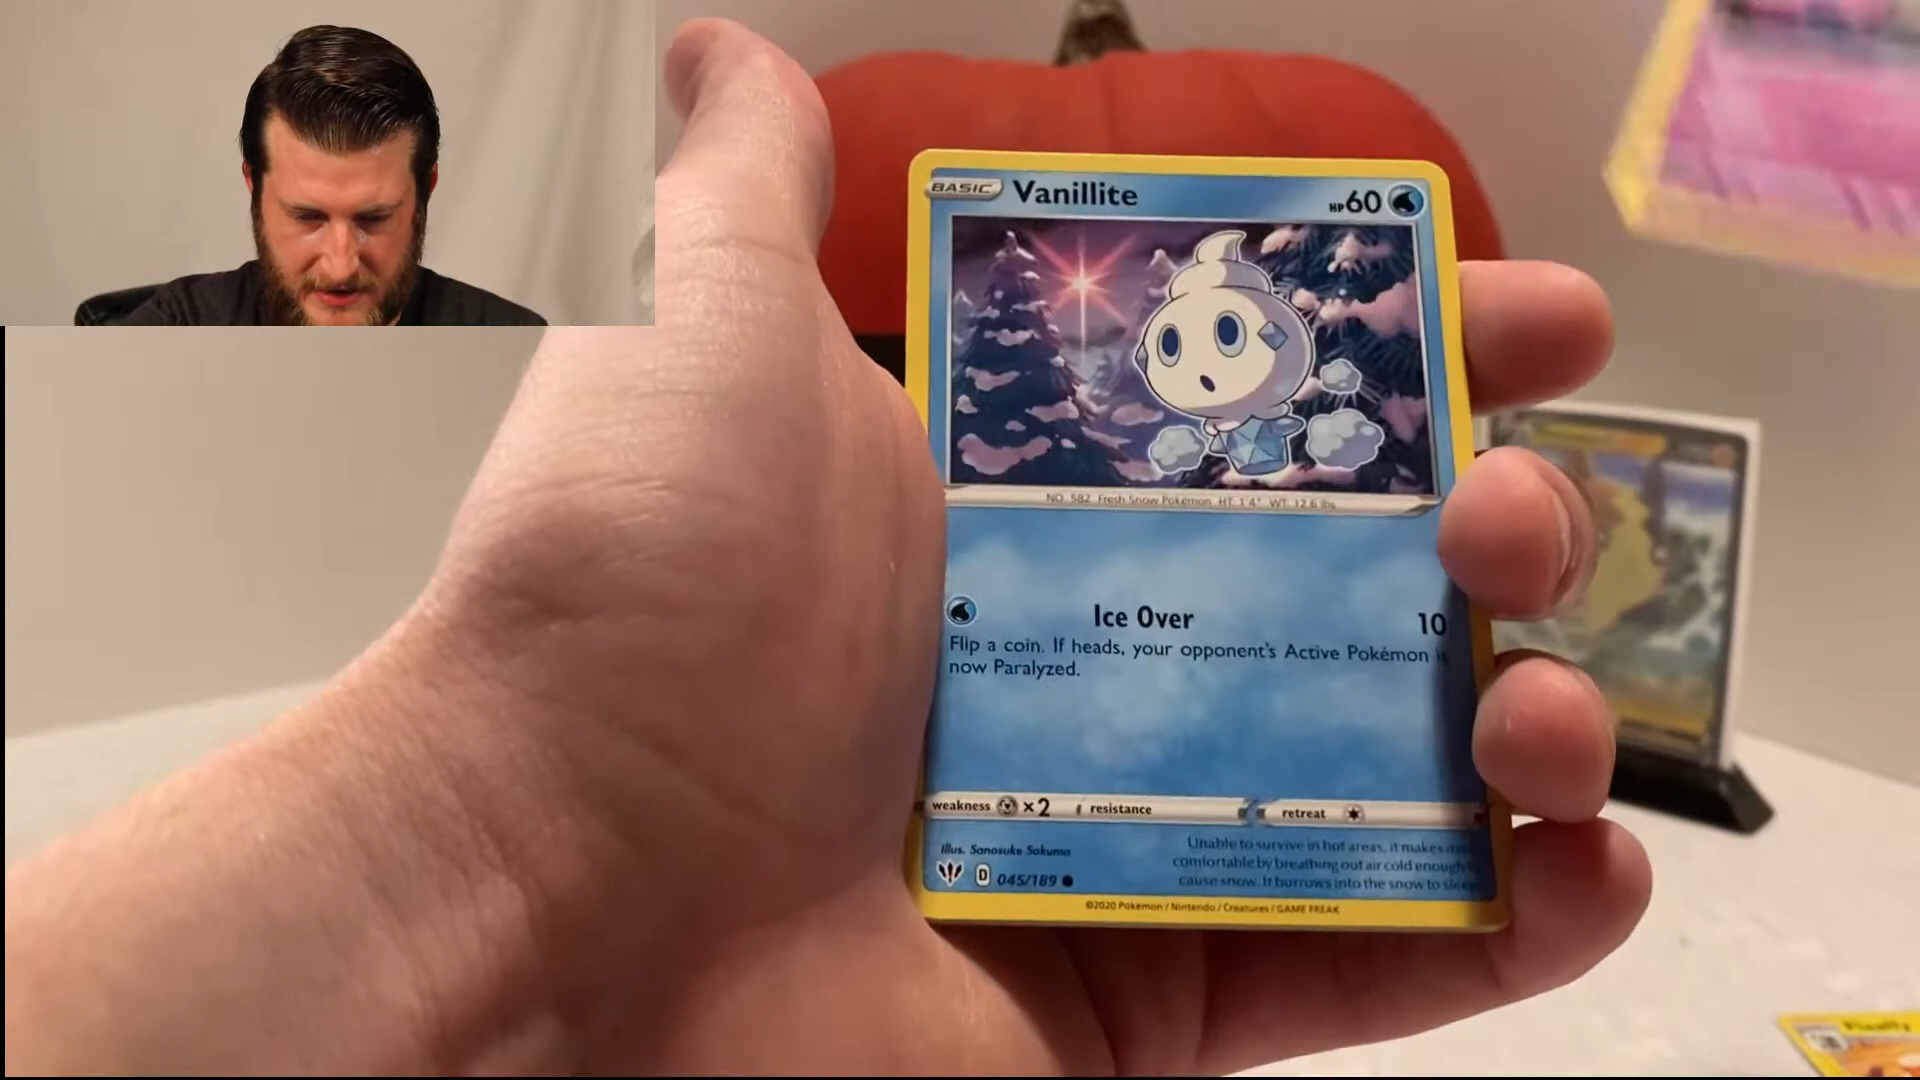 BASIC Vanillite HP 60
NO. 582 Fresh Snow Pokémon HT: 1'4" WT: 12.6 lbs
Ice Over 10
Flip a coin. If heads, your opponent's Active Pokémon is
now Paralyzed.
weakness ×2 resistance retreat
Illus. Sanosuke Sakuma
D 045/189
Unable to survive in hot areas, it makes
comfortable by breathing out air cold enough
cause snow. It burrows into the snow to sleep
©2020 Pokémon / Nintendo / Creatures / GAME FREAK